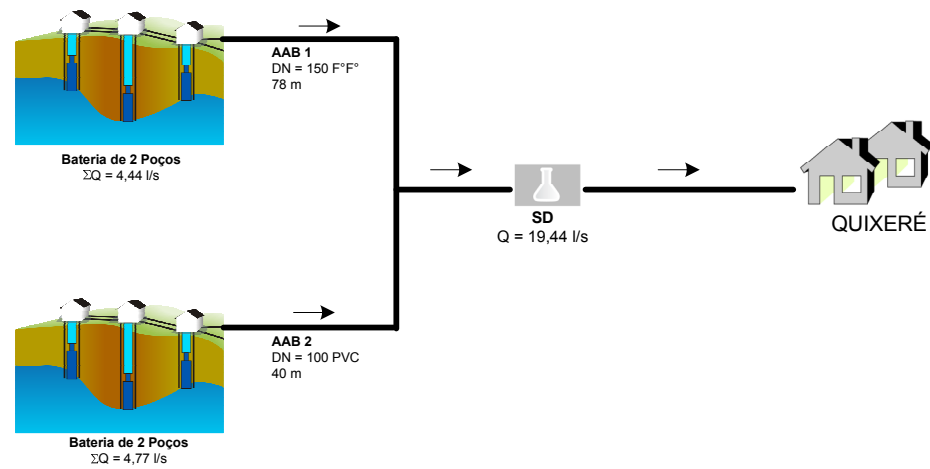 AAB 1
DN = 150 F°F°
78 m
Bateria de 2 Poços
ΣQ = 4,44 l/s
SD
Q = 19,44 l/s
QUIXERÉ
AAB 2
DN = 100 PVC
40 m
Bateria de 2 Poços
ΣQ = 4,77 l/s